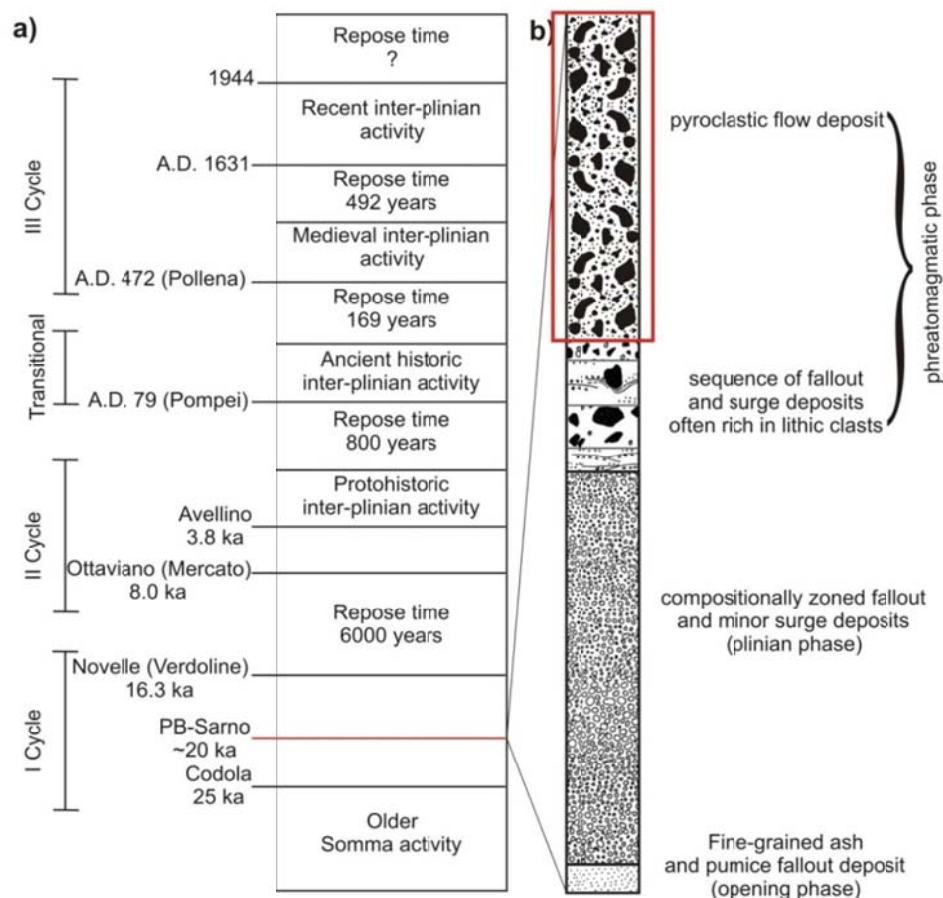 a)
Repose time
?
1944
Recent inter-plinian
activity
A.D. 1631
Repose time
492 years
III Cycle
Medieval inter-plinian
activity
A.D. 472 (Pollena)
Repose time
169 years
Transitional
Ancient historic
inter-plinian activity
A.D. 79 (Pompei)
Repose time
800 years
Protohistoric
inter-plinian activity
II Cycle
Avellino
3.8 ka
Ottaviano (Mercato)
8.0 ka
Repose time
6000 years
Novelle (Verdoline)
16.3 ka
I Cycle
PB-Sarno
~20 ka
Codola
25 ka
Older
Somma activity
b)
pyroclastic flow deposit
phreatomagmatic phase
sequence of fallout
and surge deposits
often rich in lithic clasts
compositionally zoned fallout
and minor surge deposits
(plinian phase)
Fine-grained ash
and pumice fallout deposit
(opening phase)